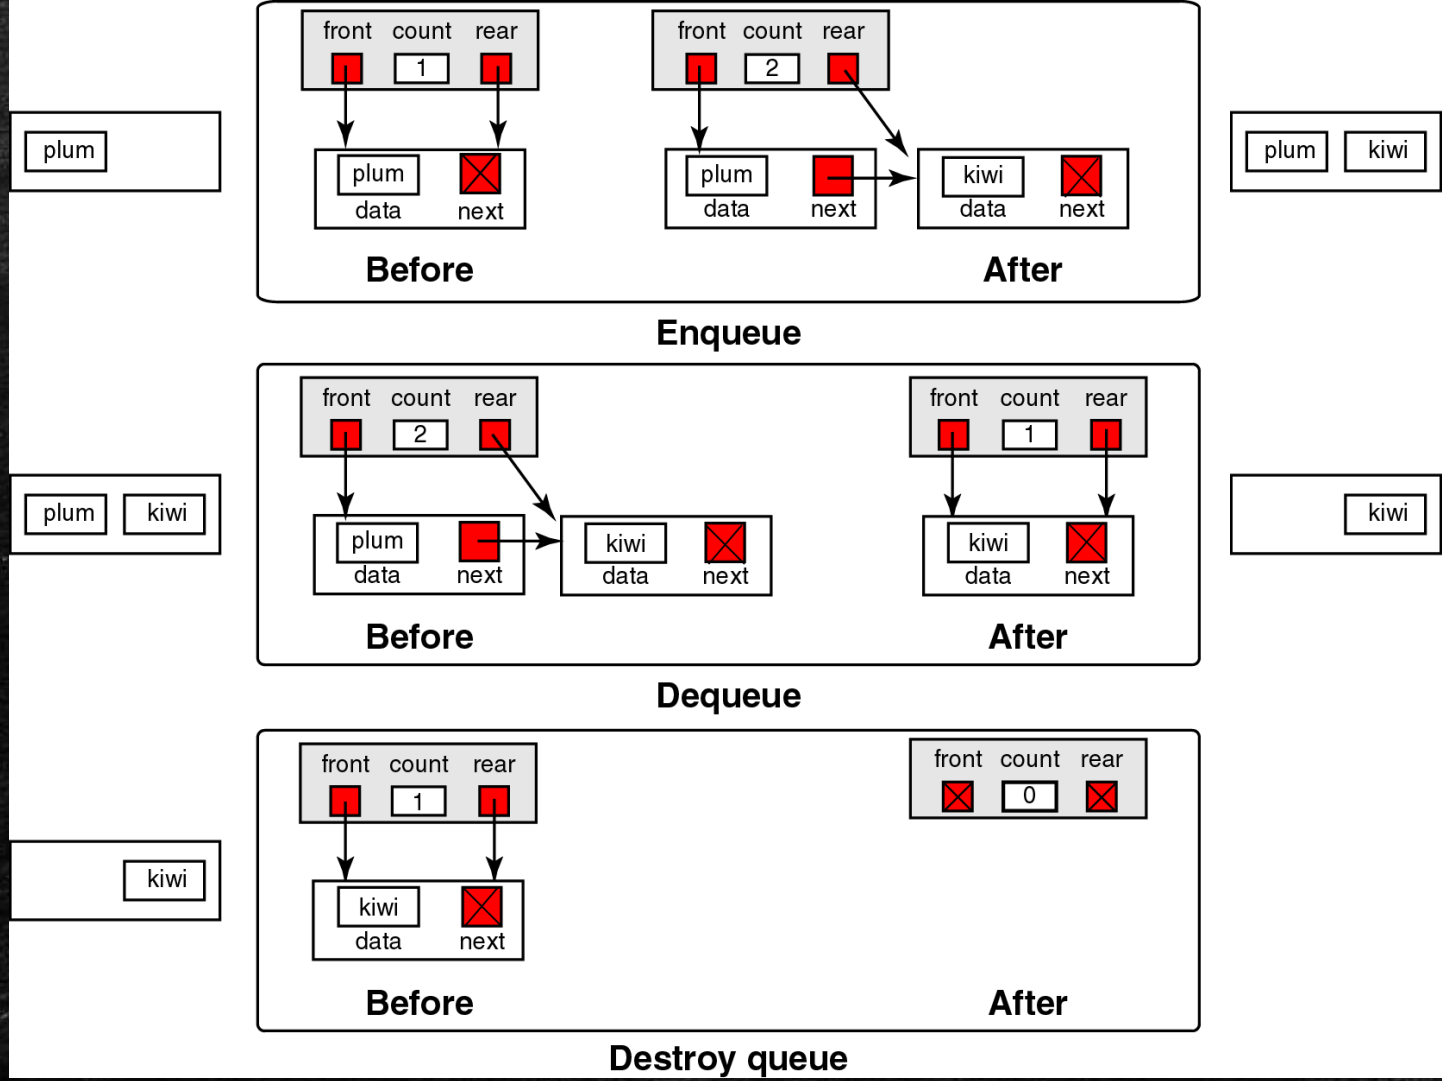 front count rear
1
front count rear
2
plum
plum
data next
plum
data next
kiwi
data next
plum kiwi
Before
After
Enqueue
front count rear
2
front count rear
1
plum kiwi
plum
data next
kiwi
data next
kiwi
data next
kiwi
Before
After
Dequeue
front count rear
1
front count rear
0
kiwi
kiwi
data next
Before
After
Destroy queue